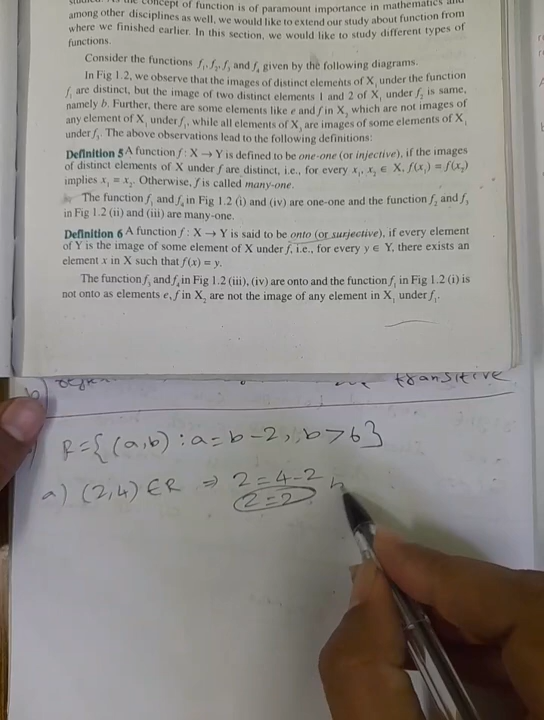 concept of function is of paramount importance in mathematics and
among other disciplines as well, we would like to extend our study about function from
where we finished earlier. In this section, we would like to study different types of
functions.
Consider the functions f₁, f₂, f₃ and f₄ given by the following diagrams.
In Fig 1.2, we observe that the images of distinct elements of X₁ under the function
f₁ are distinct, but the image of two distinct elements 1 and 2 of X₁ under f₂ is same,
namely b. Further, there are some elements like e and f in X₂ which are not images of
any element of X₁ under f₁, while all elements of X₃ are images of some elements of X₁
under f₃. The above observations lead to the following definitions:
Definition 5 A function f : X → Y is defined to be one-one (or injective), if the images
of distinct elements of X under f are distinct, i.e., for every x₁, x₂ ∈ X, f(x₁) = f(x₂)
implies x₁ = x₂. Otherwise, f is called many-one.
The function f₁ and f₄ in Fig 1.2 (i) and (iv) are one-one and the function f₂ and f₃
in Fig 1.2 (ii) and (iii) are many-one.
Definition 6 A function f : X → Y is said to be onto (or surjective), if every element
of Y is the image of some element of X under f, i.e., for every y ∈ Y, there exists an
element x in X such that f(x) = y.
The function f₃ and f₄ in Fig 1.2 (iii), (iv) are onto and the function f₁ in Fig 1.2 (i) is
not onto as elements e, f in X₂ are not the image of any element in X₁ under f₁.
transitive
R={(a,b) : a=b-2, b>6}
a) (2,4) ∈ R ⇒ 2=4-2
2=2